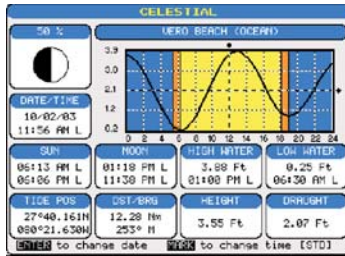 CELESTIAL
50 %
VERO BEACH (OCEAN)
3.9
3.0
2.1
1.2
0.2
0 2 4 6 8 10 12 14 16 18 20 22 24
DATE/TIME
10/02/03
11:56 AM L
SUN
06:13 AM L
06:06 PM L
MOON
01:18 PM L
11:38 PM L
HIGH WATER
3.88 Ft
01:00 PM L
LOW WATER
0.25 Ft
06:30 AM L
TIDE POS
27°40.161N
080°21.630W
DST/BRG
12.28 Nm
253° M
HEIGHT
3.55 Ft
DRAUGHT
2.07 Ft
ENTER to change date MARK to change time [STD]